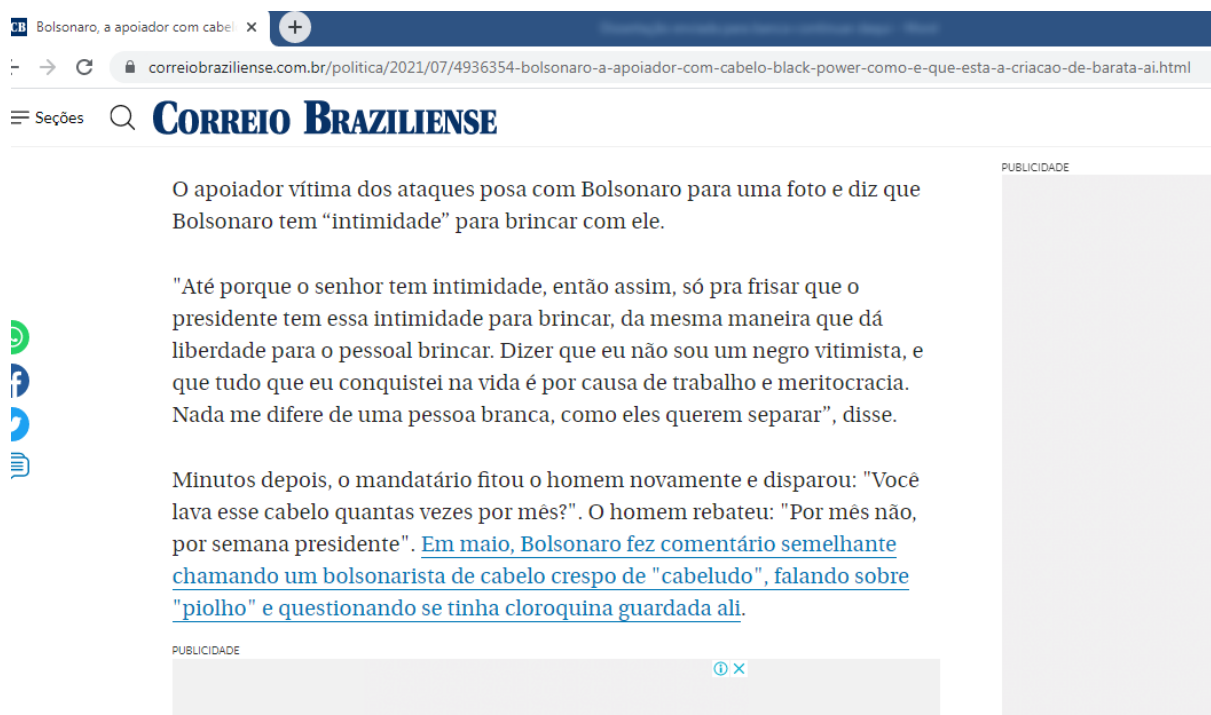 CB Bolsonaro, a apoiador com cabel
correiobraziliense.com.br/politica/2021/07/4936354-bolsonaro-a-apoiador-com-cabelo-black-power-como-e-que-esta-a-criacao-de-barata-ai.html
Seções CORREIO BRAZILIENSE
PUBLICIDADE
O apoiador vítima dos ataques posa com Bolsonaro para uma foto e diz que
Bolsonaro tem “intimidade” para brincar com ele.
"Até porque o senhor tem intimidade, então assim, só pra frisar que o
presidente tem essa intimidade para brincar, da mesma maneira que dá
liberdade para o pessoal brincar. Dizer que eu não sou um negro vitimista, e
que tudo que eu conquistei na vida é por causa de trabalho e meritocracia.
Nada me difere de uma pessoa branca, como eles querem separar”, disse.
Minutos depois, o mandatário fitou o homem novamente e disparou: "Você
lava esse cabelo quantas vezes por mês?". O homem rebateu: "Por mês não,
por semana presidente". Em maio, Bolsonaro fez comentário semelhante
chamando um bolsonarista de cabelo crespo de "cabeludo", falando sobre
"piolho" e questionando se tinha cloroquina guardada ali.
PUBLICIDADE